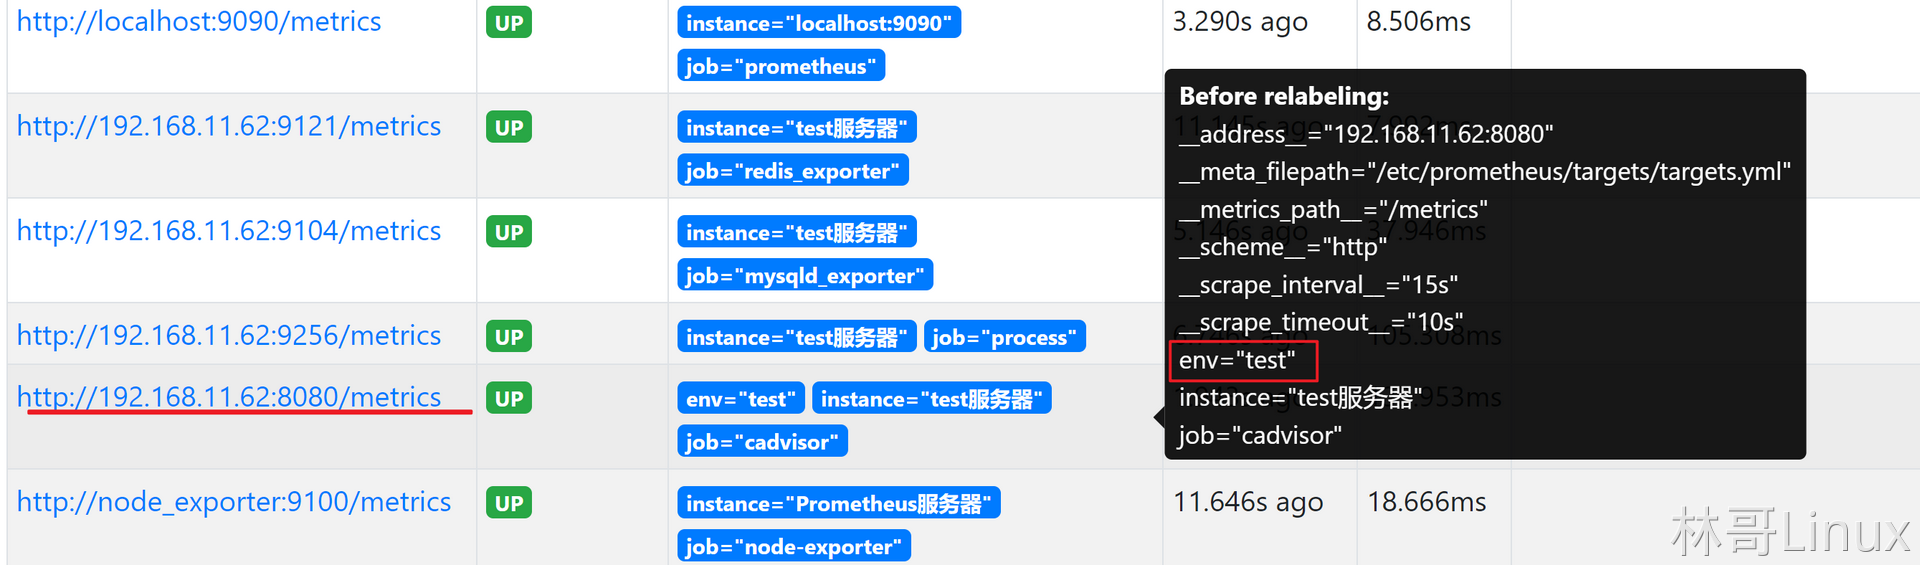 http://localhost:9090/metrics UP instance="localhost:9090" 3.290s ago 8.506ms
job="prometheus"
http://192.168.11.62:9121/metrics UP instance="test服务器"
job="redis_exporter"
http://192.168.11.62:9104/metrics UP instance="test服务器" 5.146s ago 37.946ms
job="mysqld_exporter"
http://192.168.11.62:9256/metrics UP instance="test服务器" job="process" 105.308ms
http://192.168.11.62:8080/metrics UP env="test" instance="test服务器"
job="cadvisor"
http://node_exporter:9100/metrics UP instance="Prometheus服务器" 11.646s ago 18.666ms
job="node-exporter"
Before relabeling:
__address__="192.168.11.62:8080"
__meta_filepath="/etc/prometheus/targets/targets.yml"
__metrics_path__="/metrics"
__scheme__="http"
__scrape_interval__="15s"
__scrape_timeout__="10s"
env="test"
instance="test服务器"
job="cadvisor"
林哥Linux